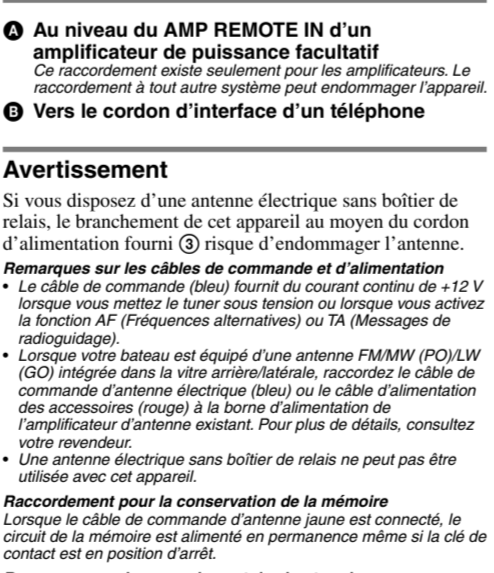 A Au niveau du AMP REMOTE IN d'un
amplificateur de puissance facultatif
Ce raccordement existe seulement pour les amplificateurs. Le
raccordement à tout autre système peut endommager l'appareil.
B Vers le cordon d'interface d'un téléphone
Avertissement
Si vous disposez d'une antenne électrique sans boîtier de
relais, le branchement de cet appareil au moyen du cordon
d'alimentation fourni ③ risque d'endommager l'antenne.
Remarques sur les câbles de commande et d'alimentation
• Le câble de commande (bleu) fournit du courant continu de +12 V
lorsque vous mettez le tuner sous tension ou lorsque vous activez
la fonction AF (Fréquences alternatives) ou TA (Messages de
radioguidage).
• Lorsque votre bateau est équipé d'une antenne FM/MW (PO)/LW
(GO) intégrée dans la vitre arrière/latérale, raccordez le câble de
commande d'antenne électrique (bleu) ou le câble d'alimentation
des accessoires (rouge) à la borne d'alimentation de
l'amplificateur d'antenne existant. Pour plus de détails, consultez
votre revendeur.
• Une antenne électrique sans boîtier de relais ne peut pas être
utilisée avec cet appareil.
Raccordement pour la conservation de la mémoire
Lorsque le câble de commande d'antenne jaune est connecté, le
circuit de la mémoire est alimenté en permanence même si la clé de
contact est en position d'arrêt.